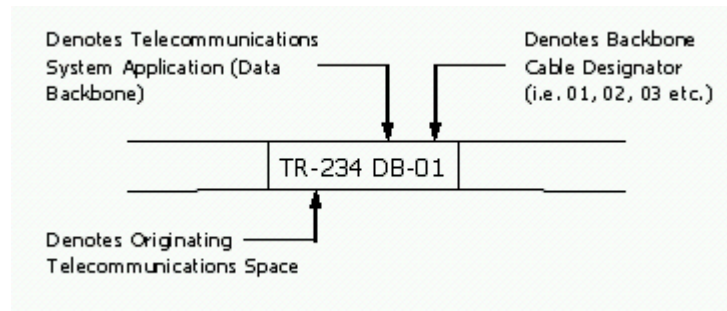 Denotes Telecommunications
System Application (Data
Backbone)
Denotes Backbone
Cable Designator
(i.e. 01, 02, 03 etc.)
TR-234 DB-01
Denotes Originating
Telecommunications Space